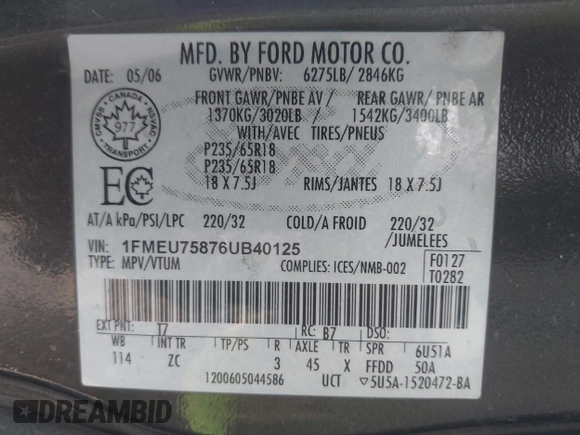 MFD. BY FORD MOTOR CO.
DATE: 05/06 GVWR/PNBV: 6275LB/ 2846KG
FRONT GAWR/PNBE AV / REAR GAWR/ PNBE AR
1370KG/3020LB / 1542KG/3400LB
WITH/AVEC TIRES/PNEUS
P235/65R18
P235/65R18
18 X 7.5J RIMS/JANTES 18 X 7.5J
CANADA
CMVSS NSVAC
977
TRANSPORT
EC
AT/A kPa/PSI/LPC 220/32 COLD/A FROID 220/32
/JUMELEES
VIN: 1FMEU75876UB40125
TYPE: MPV/VTUM COMPLIES: ICES/NMB-002
F0127
T0282
EXT PNT: T7 RC: B7 DSO:
WB TP/PS R AXLE TR SPR 6U51A
114 ZC 3 45 X FFDD 50A
1200605044586 UCT ▽5U5A-1520472-BA
DREAMBID